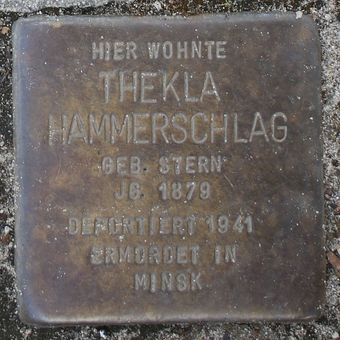 HIER WOHNTE
THEKLA
HAMMERSCHLAG
GEB. STERN
JG. 1879
DEPORTIERT 1941
ERMORDET IN
MINSK